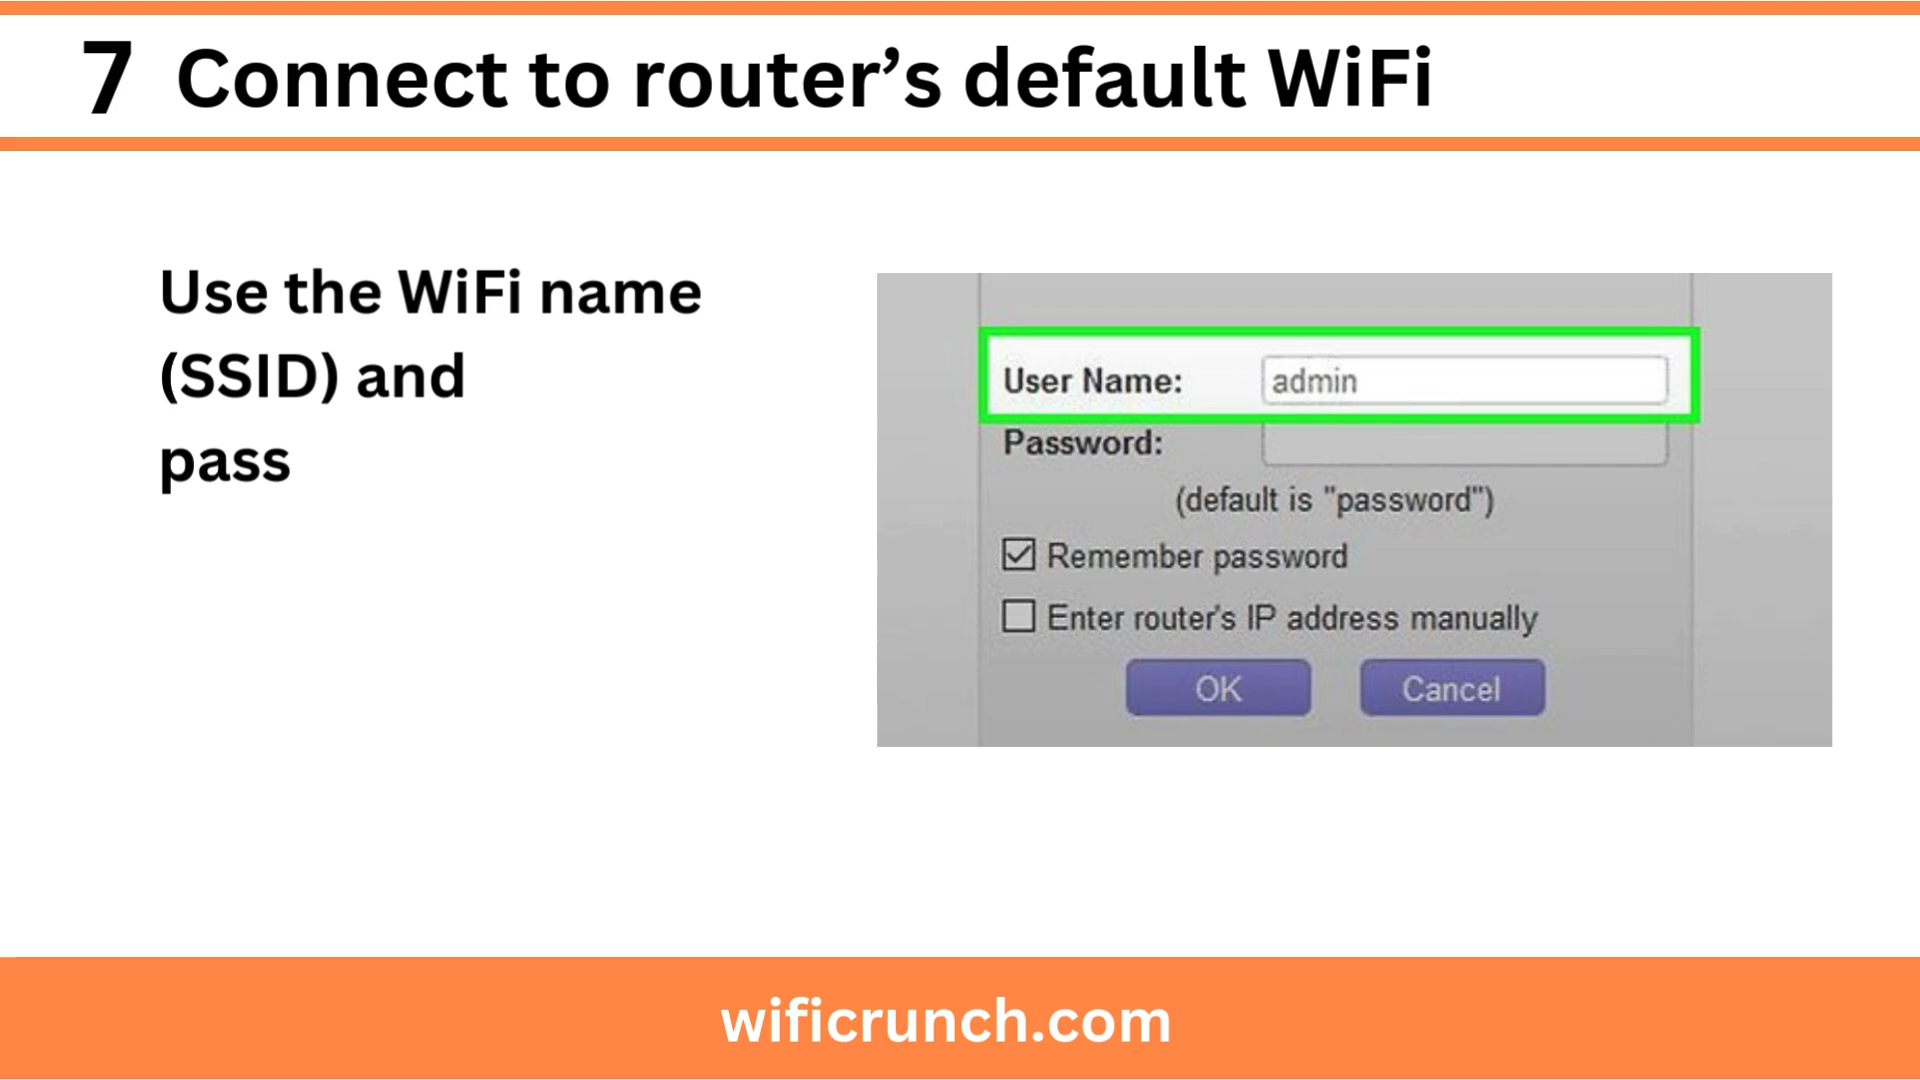 7 Connect to router’s default WiFi
Use the WiFi name
(SSID) and
pass
User Name: admin
Password:
(default is "password")
Remember password
Enter router's IP address manually
OK Cancel
wificrunch.com